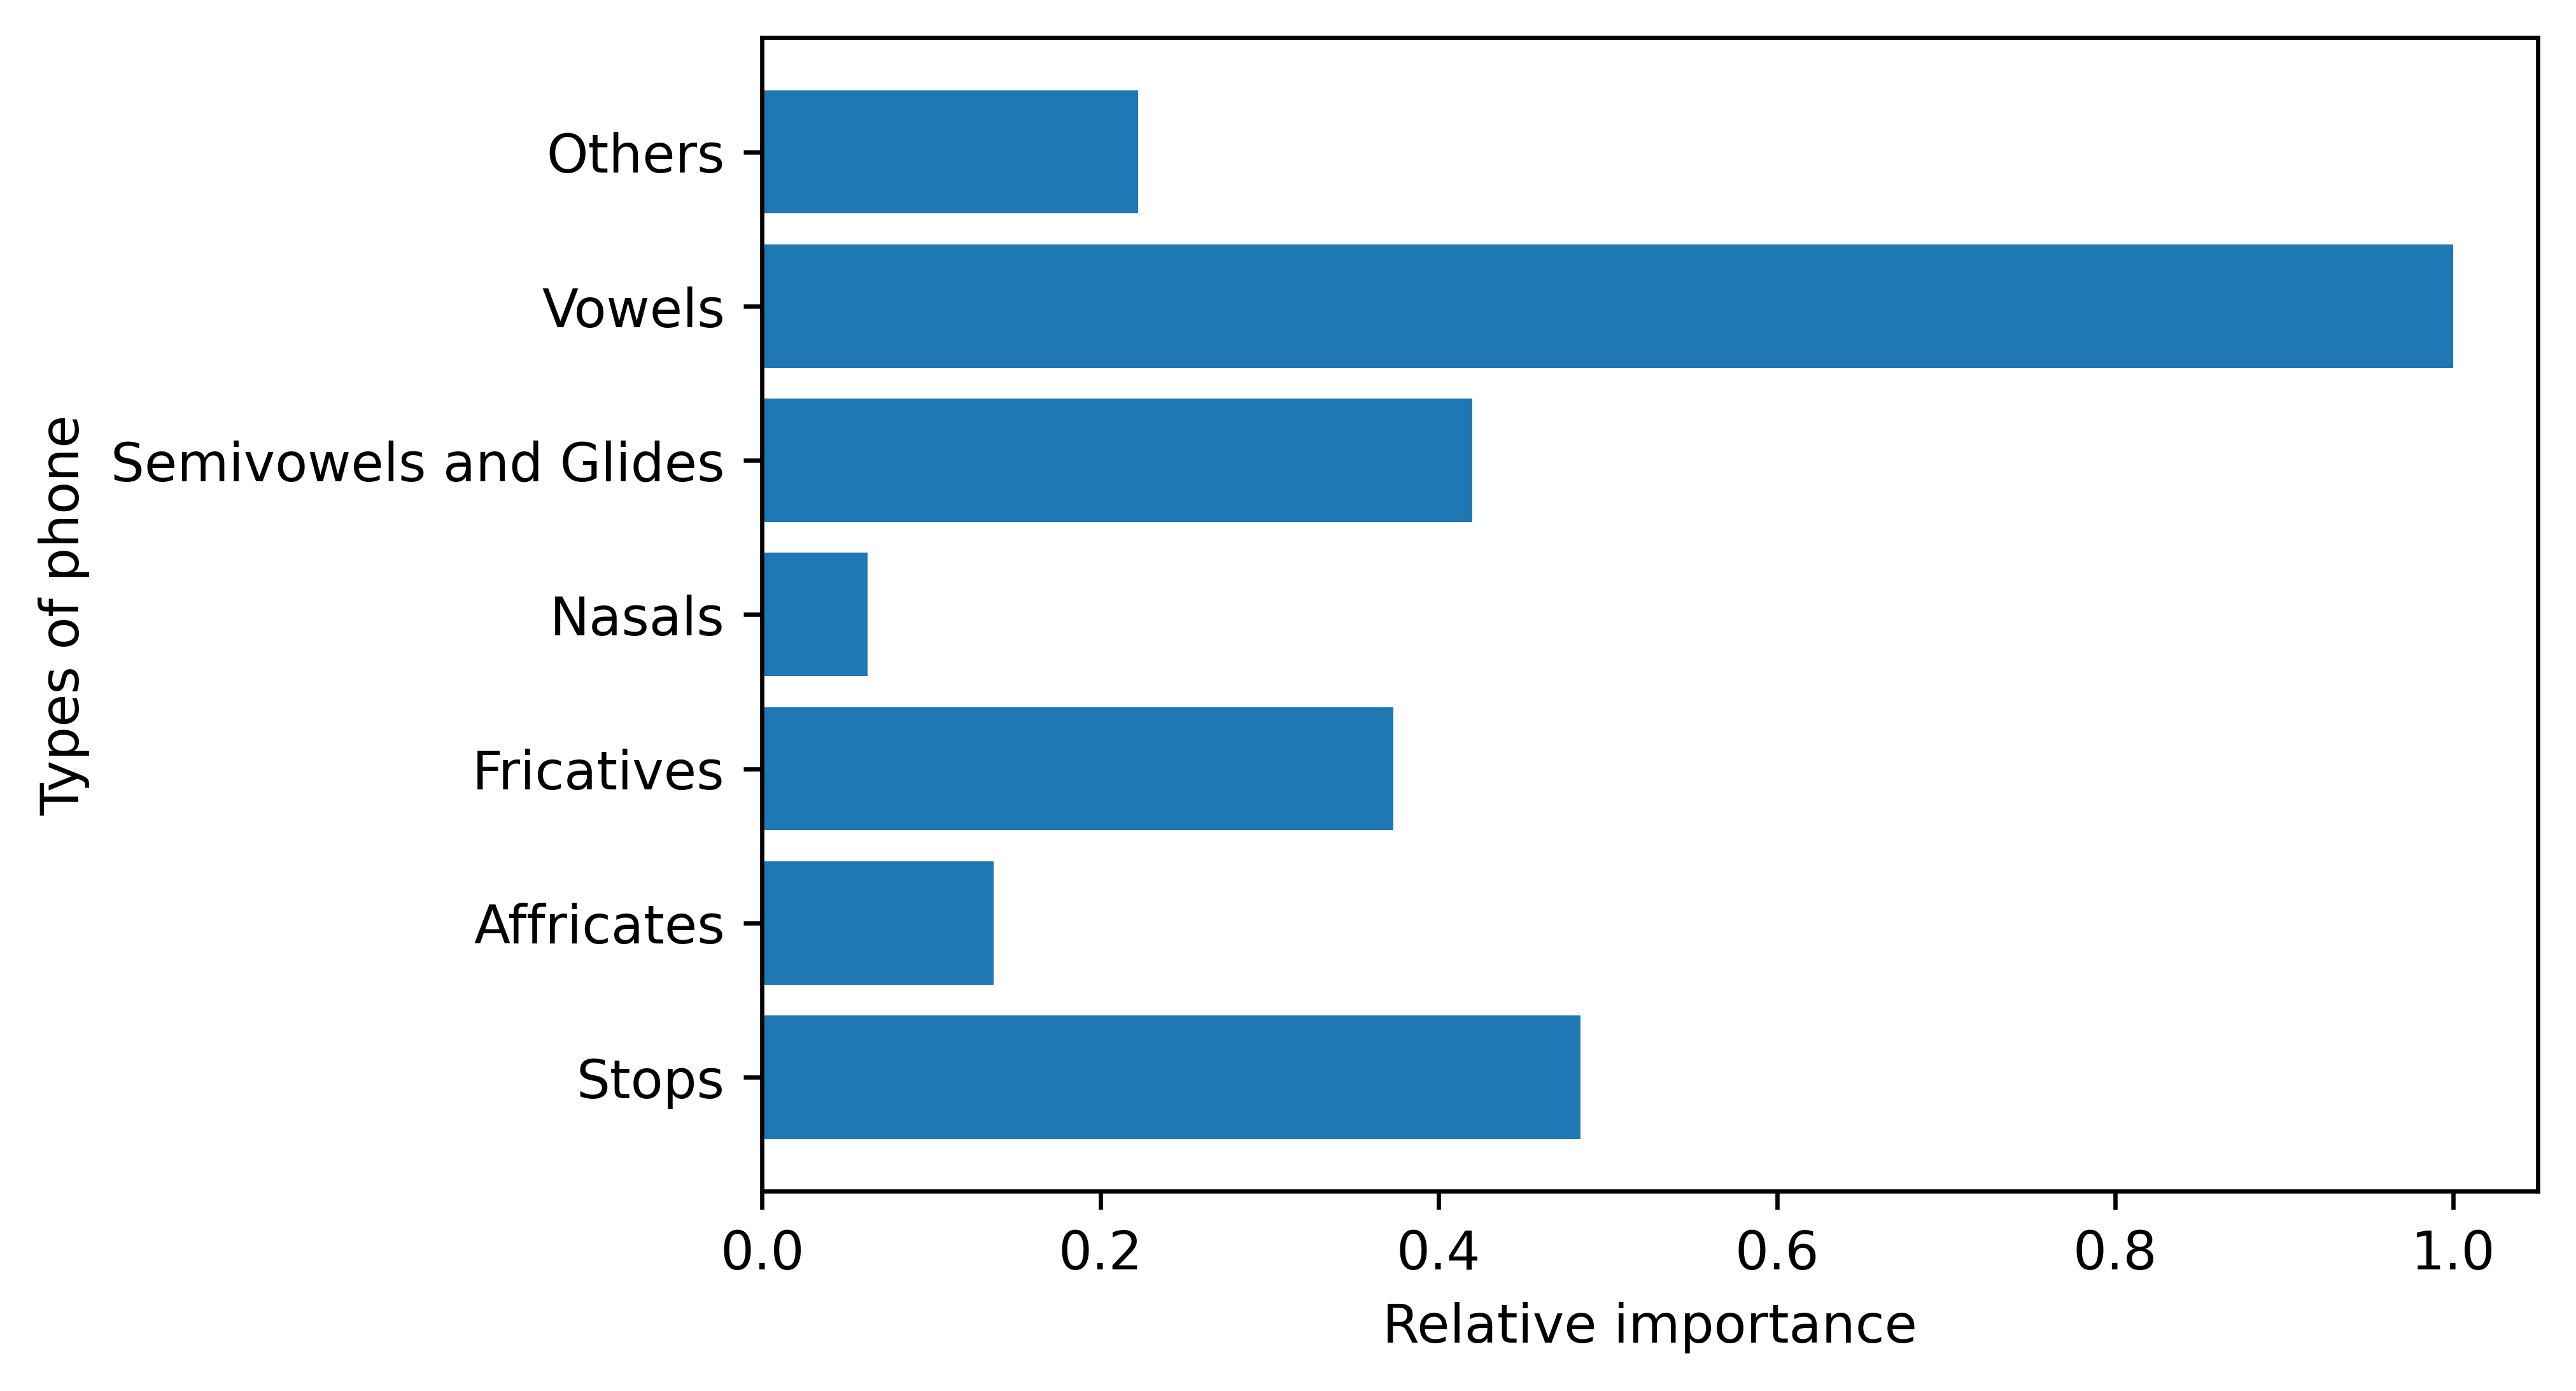 Others
Vowels
Semivowels and Glides
Nasals
Fricatives
Affricates
Stops
Types of phone
0.0 0.2 0.4 0.6 0.8 1.0
Relative importance